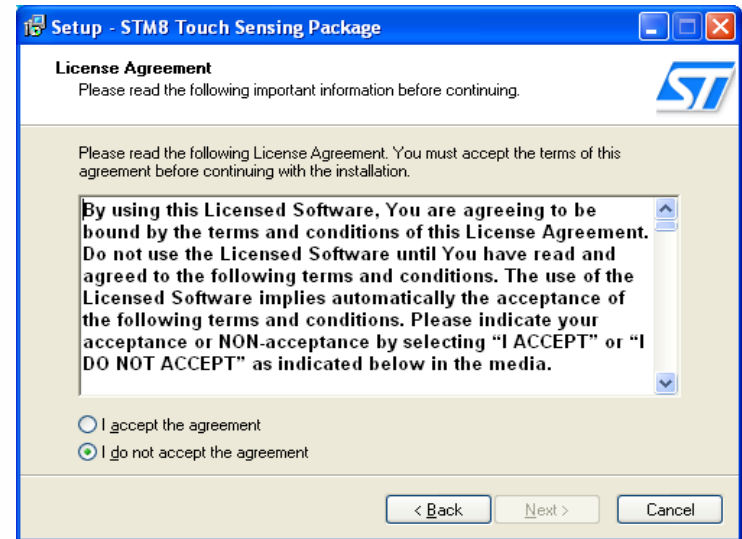 Setup - STM8 Touch Sensing Package
License Agreement
Please read the following important information before continuing.
ST
Please read the following License Agreement. You must accept the terms of this
agreement before continuing with the installation.
By using this Licensed Software, You are agreeing to be
bound by the terms and conditions of this License Agreement.
Do not use the Licensed Software until You have read and
agreed to the following terms and conditions. The use of the
Licensed Software implies automatically the acceptance of
the following terms and conditions. Please indicate your
acceptance or NON-acceptance by selecting “I ACCEPT” or “I
DO NOT ACCEPT” as indicated below in the media.
I accept the agreement
I do not accept the agreement
< Back Next > Cancel